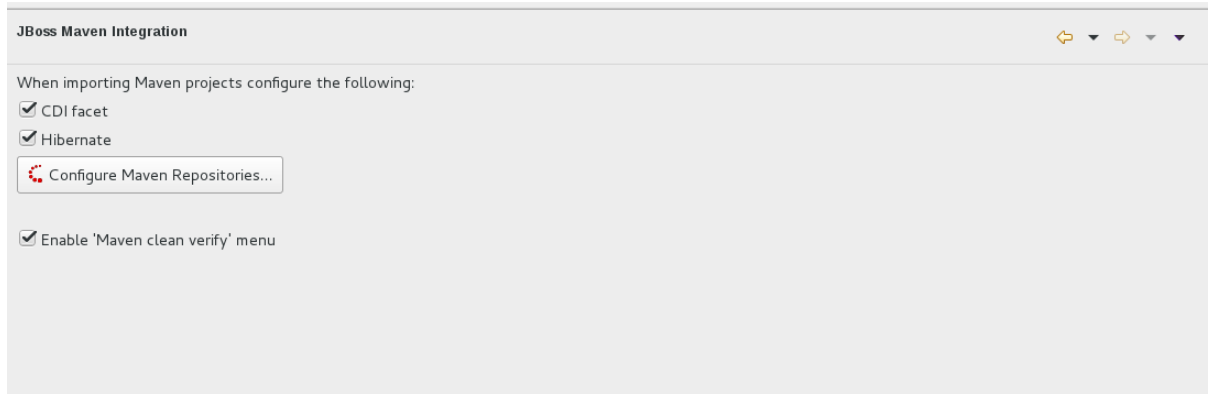 JBoss Maven Integration
When importing Maven projects configure the following:
CDI facet
Hibernate
Configure Maven Repositories...
Enable 'Maven clean verify' menu